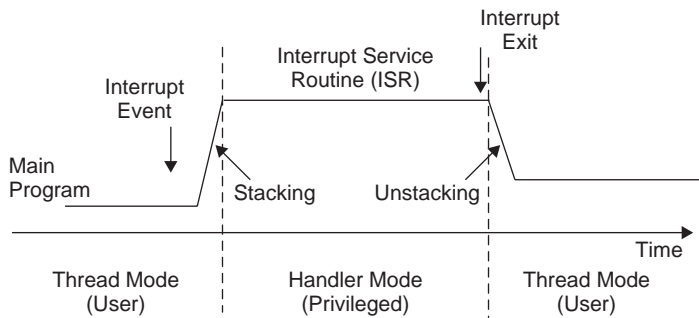 Interrupt
Exit
Interrupt Service
Routine (ISR)
Interrupt
Event
Main
Program
Stacking
Unstacking
Time
Thread Mode
(User)
Handler Mode
(Privileged)
Thread Mode
(User)